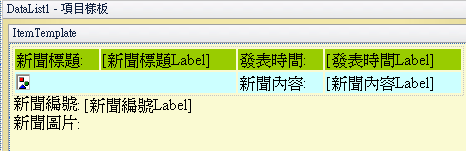 DataList1 - 項目樣板
ItemTemplate
新聞標題: [新聞標題Label] 發表時間: [發表時間Label]
新聞內容: [新聞內容Label]
新聞編號: [新聞編號Label]
新聞圖片: